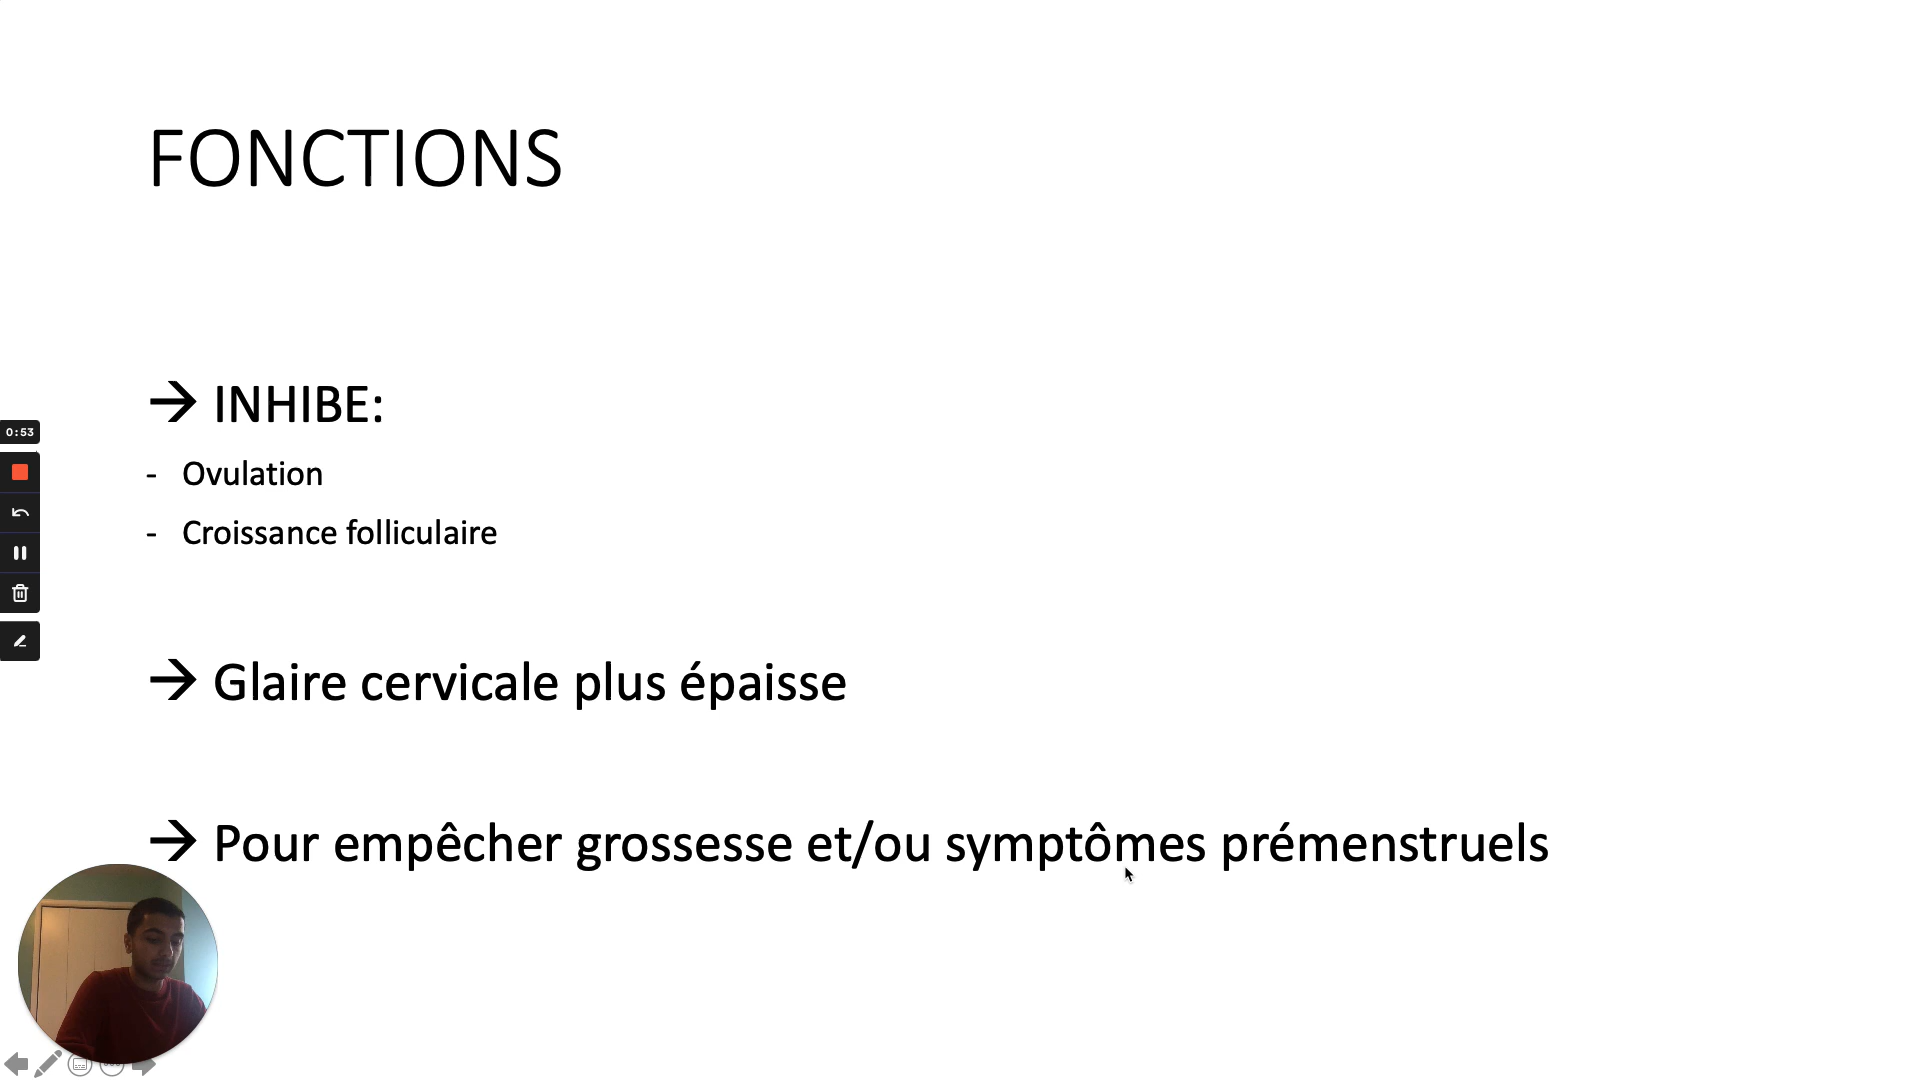 FONCTIONS
→ INHIBE:
- Ovulation
- Croissance folliculaire
→ Glaire cervicale plus épaisse
→ Pour empêcher grossesse et/ou symptômes prémenstruels
0:53